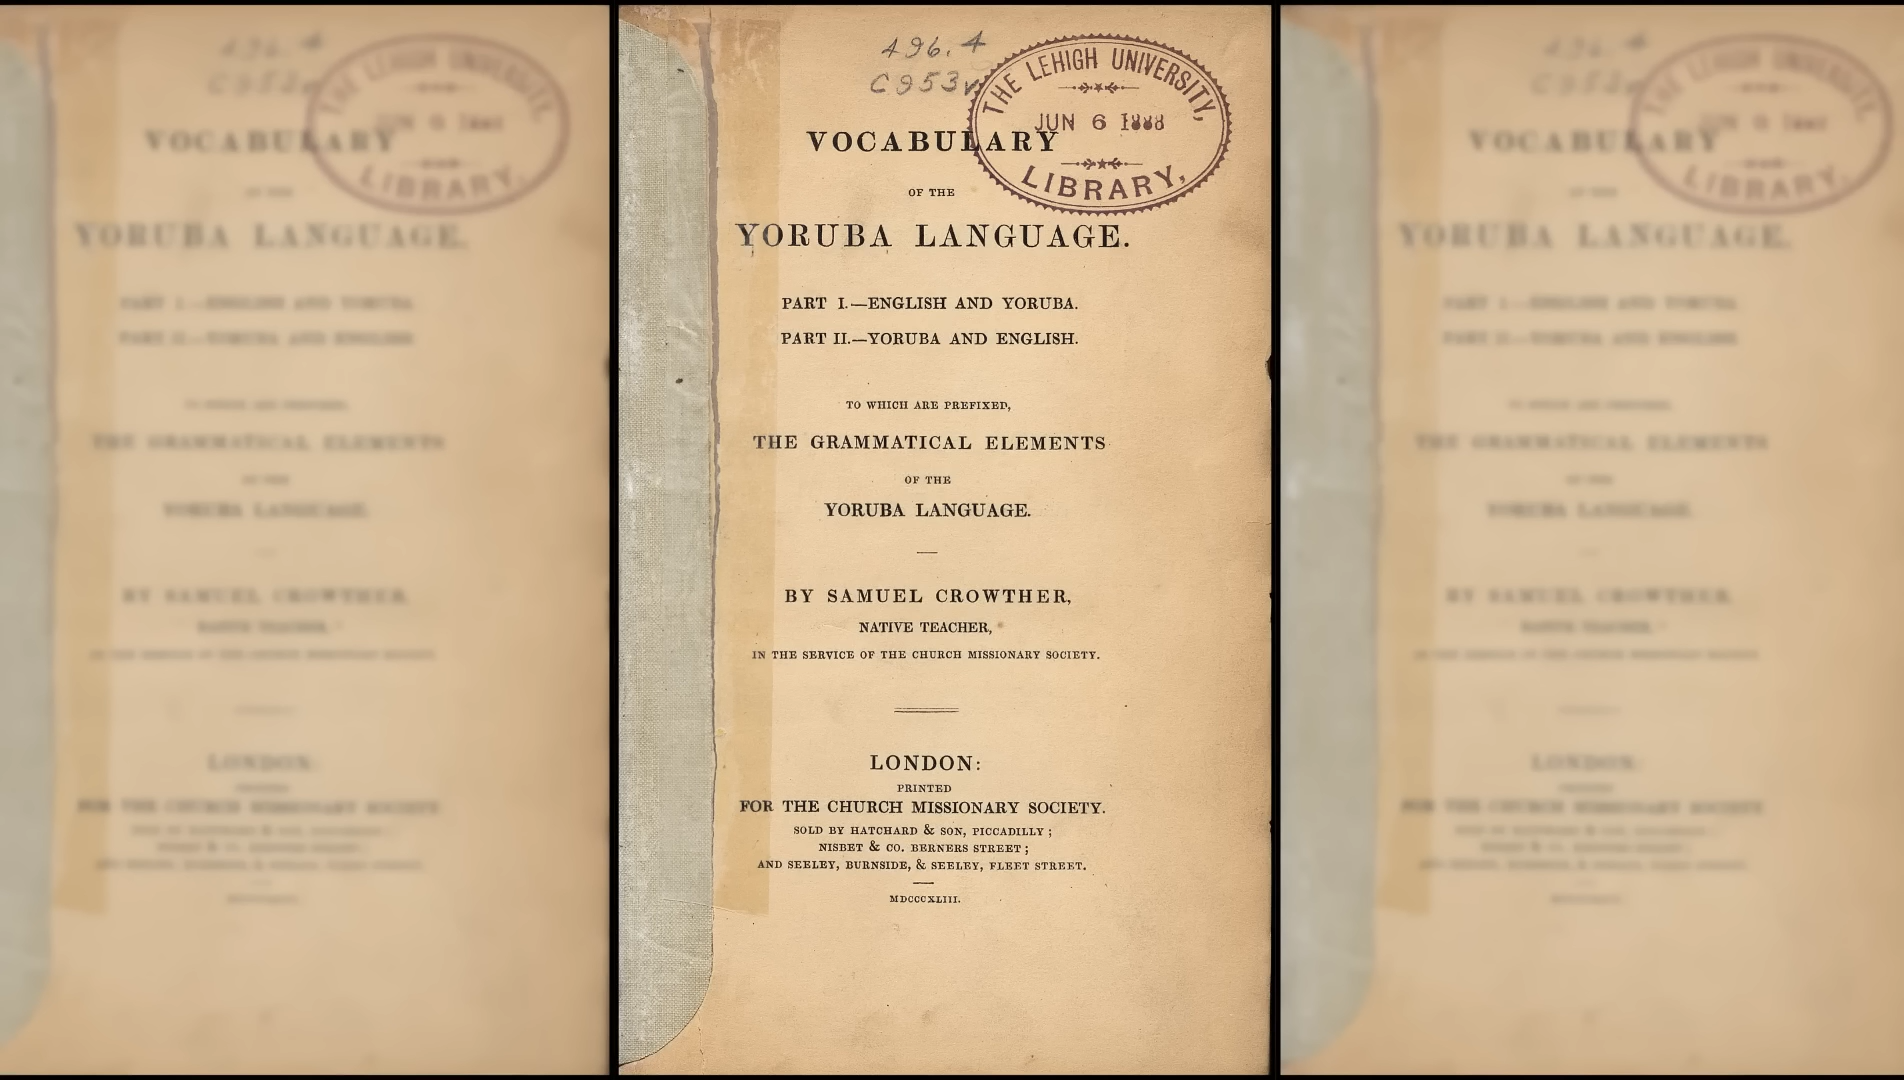 496.4
C953v
THE LEHIGH UNIVERSITY,
JUN 6 1888
LIBRARY,
VOCABULARY
OF THE
YORUBA LANGUAGE.
PART I.—ENGLISH AND YORUBA.
PART II.—YORUBA AND ENGLISH.
TO WHICH ARE PREFIXED,
THE GRAMMATICAL ELEMENTS
OF THE
YORUBA LANGUAGE.
BY SAMUEL CROWTHER,
NATIVE TEACHER,
IN THE SERVICE OF THE CHURCH MISSIONARY SOCIETY.
LONDON:
PRINTED
FOR THE CHURCH MISSIONARY SOCIETY.
SOLD BY HATCHARD & SON, PICCADILLY;
NISBET & CO. BERNERS STREET;
AND SEELEY, BURNSIDE, & SEELEY, FLEET STREET.
MDCCCXLIII.